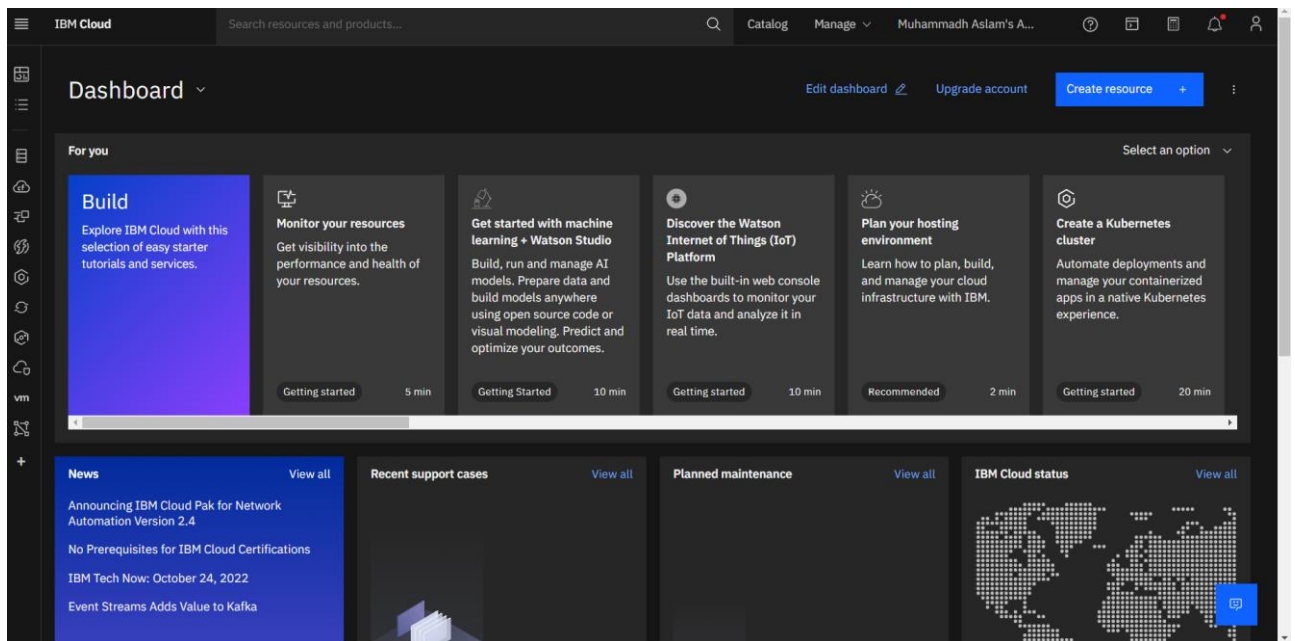 IBM Cloud
Search resources and products...
Catalog
Manage
Muhammadh Aslam's A...
Dashboard
Edit dashboard
Upgrade account
Create resource +
For you
Select an option
Build
Explore IBM Cloud with this
selection of easy starter
tutorials and services.
Monitor your resources
Get visibility into the
performance and health of
your resources.
Getting started
5 min
Get started with machine
learning + Watson Studio
Build, run and manage AI
models. Prepare data and
build models anywhere
using open source code or
visual modeling. Predict and
optimize your outcomes.
Getting Started
10 min
Discover the Watson
Internet of Things (IoT)
Platform
Use the built-in web console
dashboards to monitor your
IoT data and analyze it in
real time.
Getting started
10 min
Plan your hosting
environment
Learn how to plan, build,
and manage your cloud
infrastructure with IBM.
Recommended
2 min
Create a Kubernetes
cluster
Automate deployments and
manage your containerized
apps in a native Kubernetes
experience.
Getting started
20 min
vm
News
View all
Announcing IBM Cloud Pak for Network
Automation Version 2.4
No Prerequisites for IBM Cloud Certifications
IBM Tech Now: October 24, 2022
Event Streams Adds Value to Kafka
Recent support cases
View all
Planned maintenance
View all
IBM Cloud status
View all